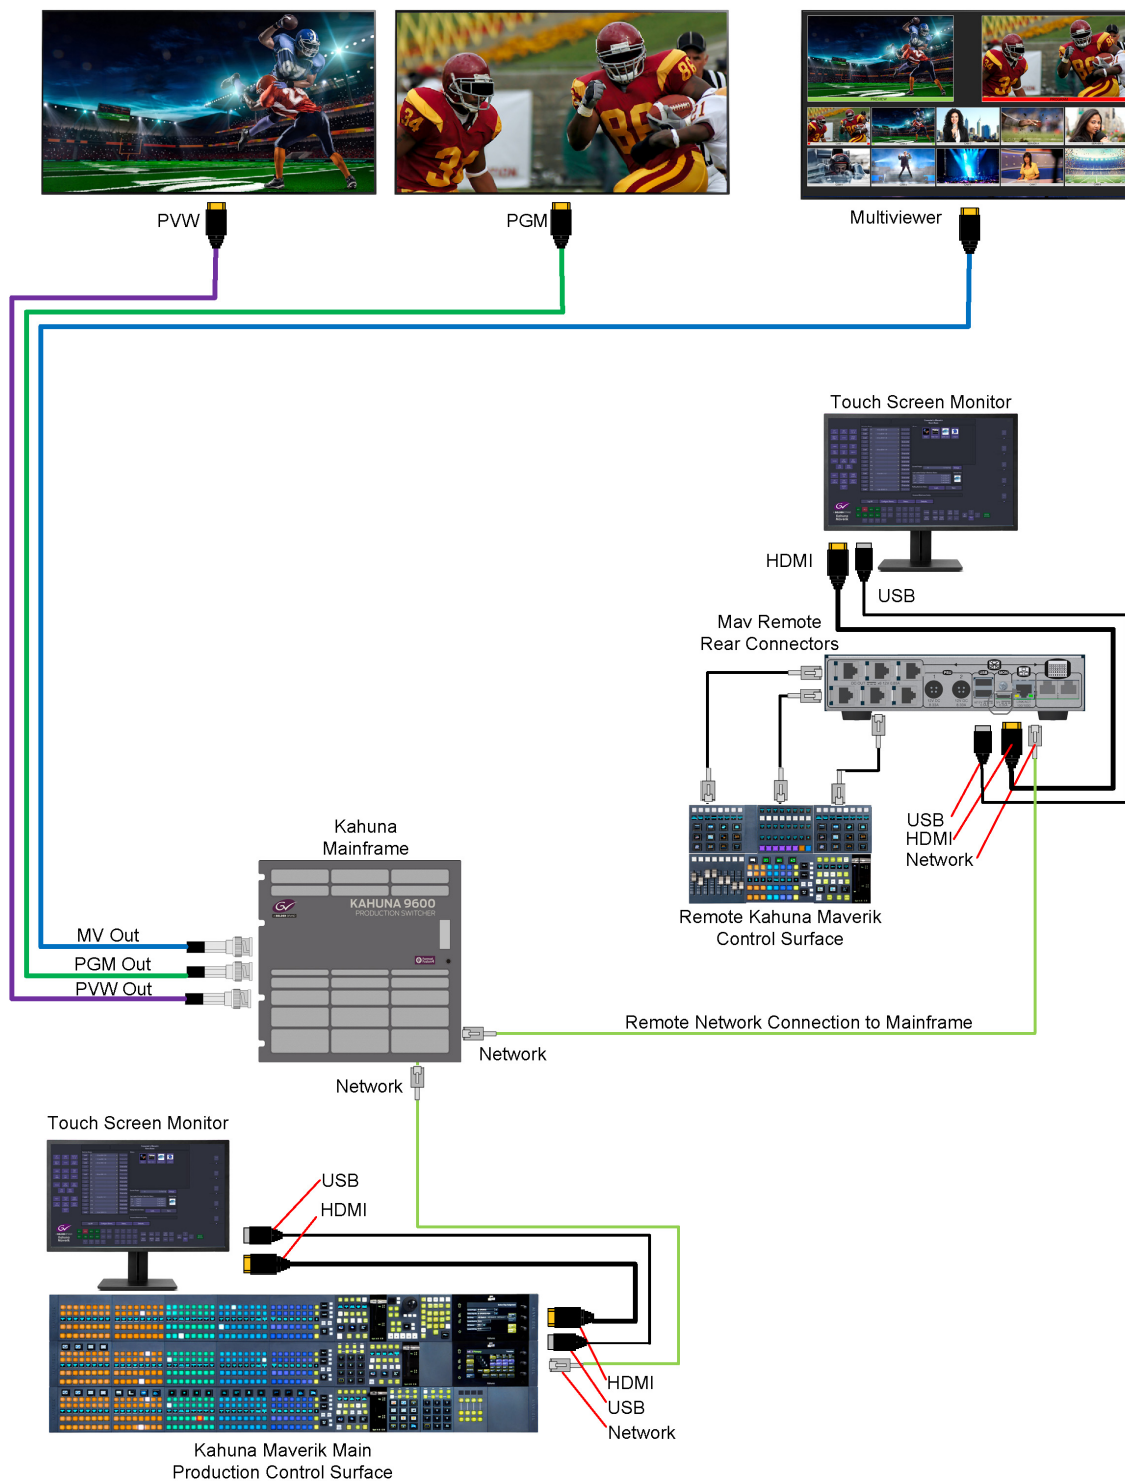 PVW
PGM
Multiviewer
PREVIEW
Touch Screen Monitor
HDMI
USB
Mav Remote
Rear Connectors
USB
HDMI
Network
Remote Kahuna Maverik
Control Surface
Kahuna
Mainframe
KAHUNA 9600
PRODUCTION SWITCHER
MV Out
PGM Out
PVW Out
Remote Network Connection to Mainframe
Network
Network
Touch Screen Monitor
USB
HDMI
HDMI
USB
Network
Kahuna Maverik Main
Production Control Surface